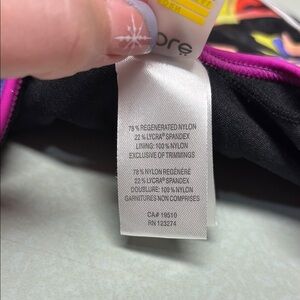 ore
78 % REGENERATED NYLON
22 % LYCRA® SPANDEX
LINING: 100 % NYLON
EXCLUSIVE OF TRIMMINGS
78 % NYLON RÉGÉNÉRÉ
22 % LYCRA® SPANDEX
DOUBLURE: 100 % NYLON
GARNITURES NON COMPRISES
CA# 19510
RN 123274